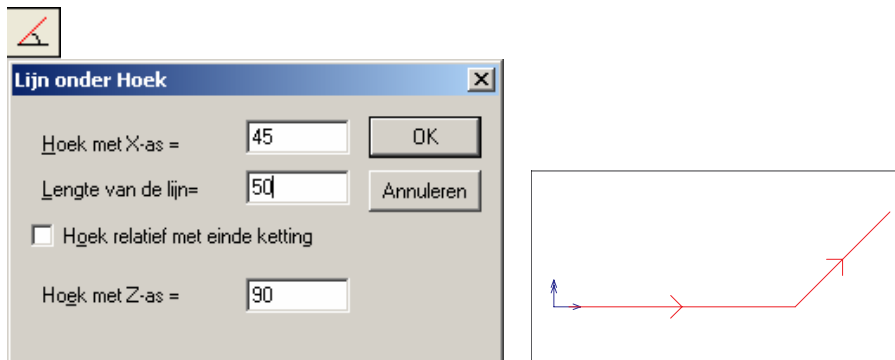 Lijn onder Hoek
Hoek met X-as = 45 OK
Lengte van de lijn= 50 Annuleren
Hoek relatief met einde ketting
Hoek met Z-as = 90